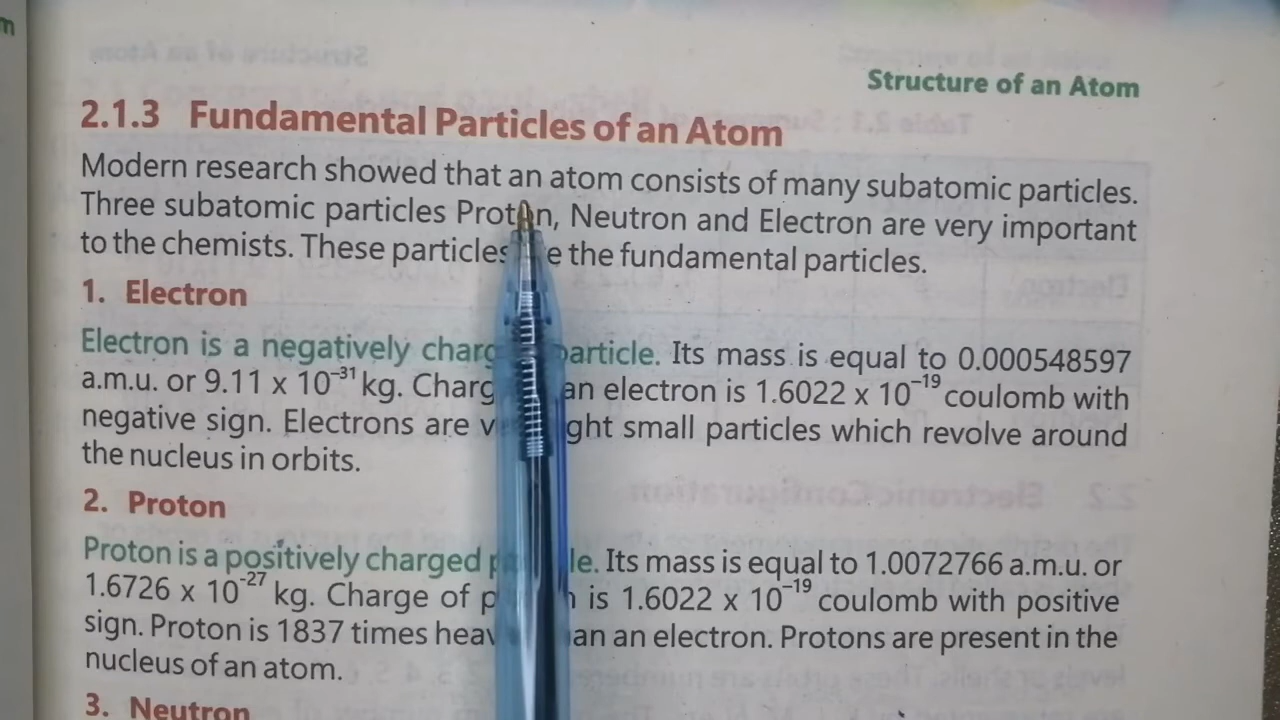 Structure of an Atom
2.1.3 Fundamental Particles of an Atom
Modern research showed that an atom consists of many subatomic particles.
Three subatomic particles Proton, Neutron and Electron are very important
to the chemists. These particles the fundamental particles.
1. Electron
Electron is a negatively particle. Its mass is equal to 0.000548597
a.m.u. or 9.11 x 10⁻³¹ kg. an electron is 1.6022 x 10⁻¹⁹ coulomb with
negative sign. Electrons are small particles which revolve around
the nucleus in orbits.
2. Proton
Proton is a positively charged Its mass is equal to 1.0072766 a.m.u. or
1.6726 x 10⁻²⁷ kg. Charge of is 1.6022 x 10⁻¹⁹ coulomb with positive
sign. Proton is 1837 times an electron. Protons are present in the
nucleus of an atom.
3. Neutron